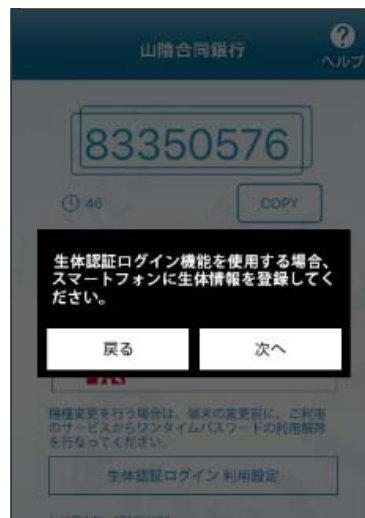 山陰合同銀行
?
ヘルプ
83350576
46
COPY
生体認証ログイン機能を使用する場合、
スマートフォンに生体情報を登録してく
ださい。
戻る
次へ
機種変更を行う場合は、端末の変更前に、ご利用
のサービスからワンタイムパスワードの利用解除
を行なってください。
生体認証ログイン 利用設定